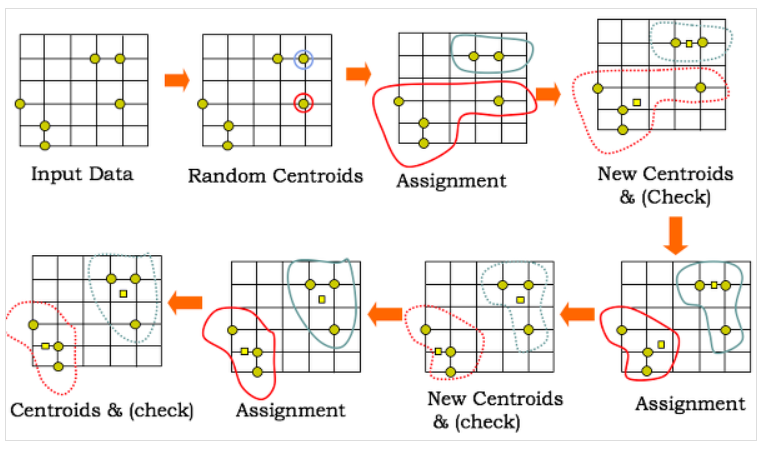 Input Data
Random Centroids
Assignment
New Centroids
& (Check)
Assignment
New Centroids
& (check)
Assignment
Centroids & (check)